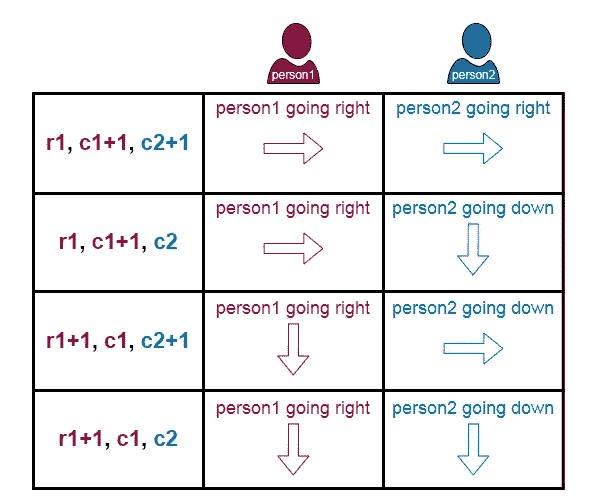 person1 person2
r1, c1+1, c2+1 person1 going right person2 going right
r1, c1+1, c2 person1 going right person2 going down
r1+1, c1, c2+1 person1 going right person2 going down
r1+1, c1, c2 person1 going right person2 going down